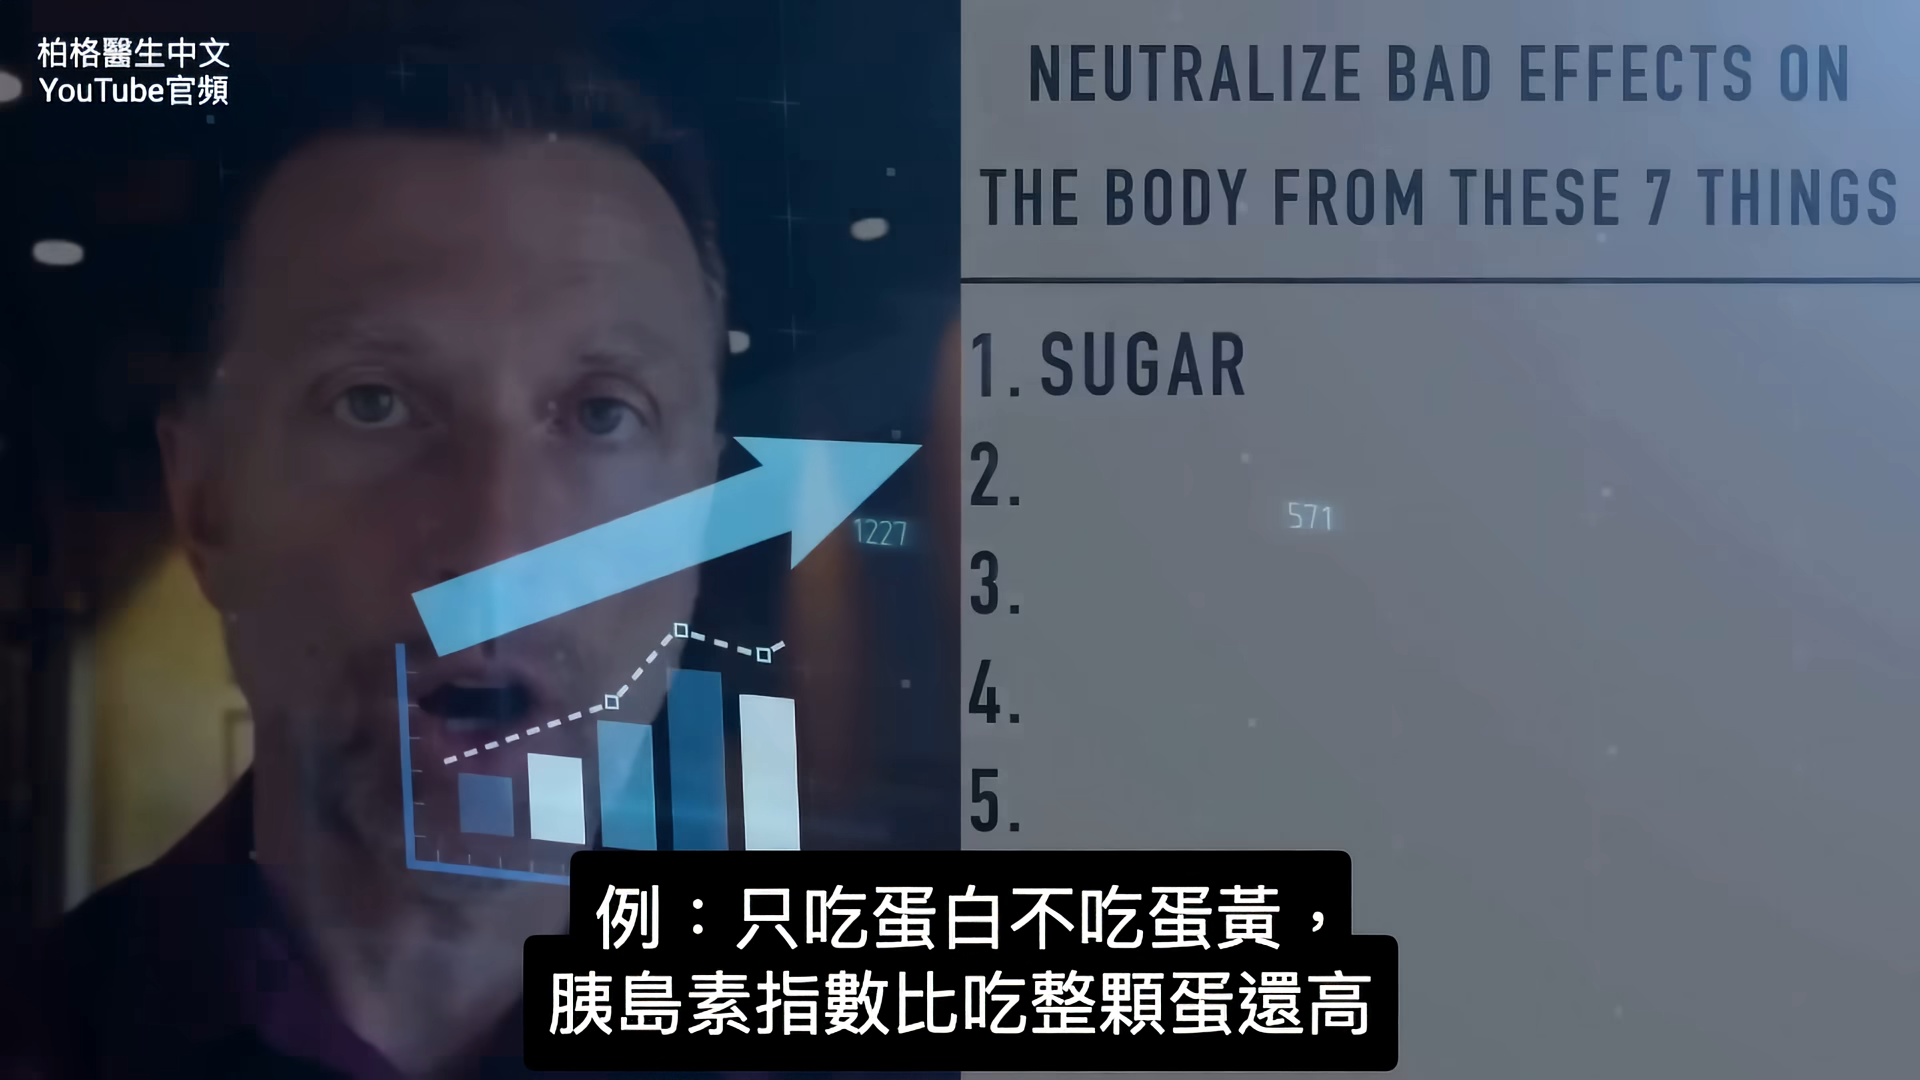 柏格醫生中文
YouTube官頻
NEUTRALIZE BAD EFFECTS ON
THE BODY FROM THESE 7 THINGS
1. SUGAR
2.
3.
4.
5.
1227
571
例：只吃蛋白不吃蛋黃，
胰島素指數比吃整顆蛋還高